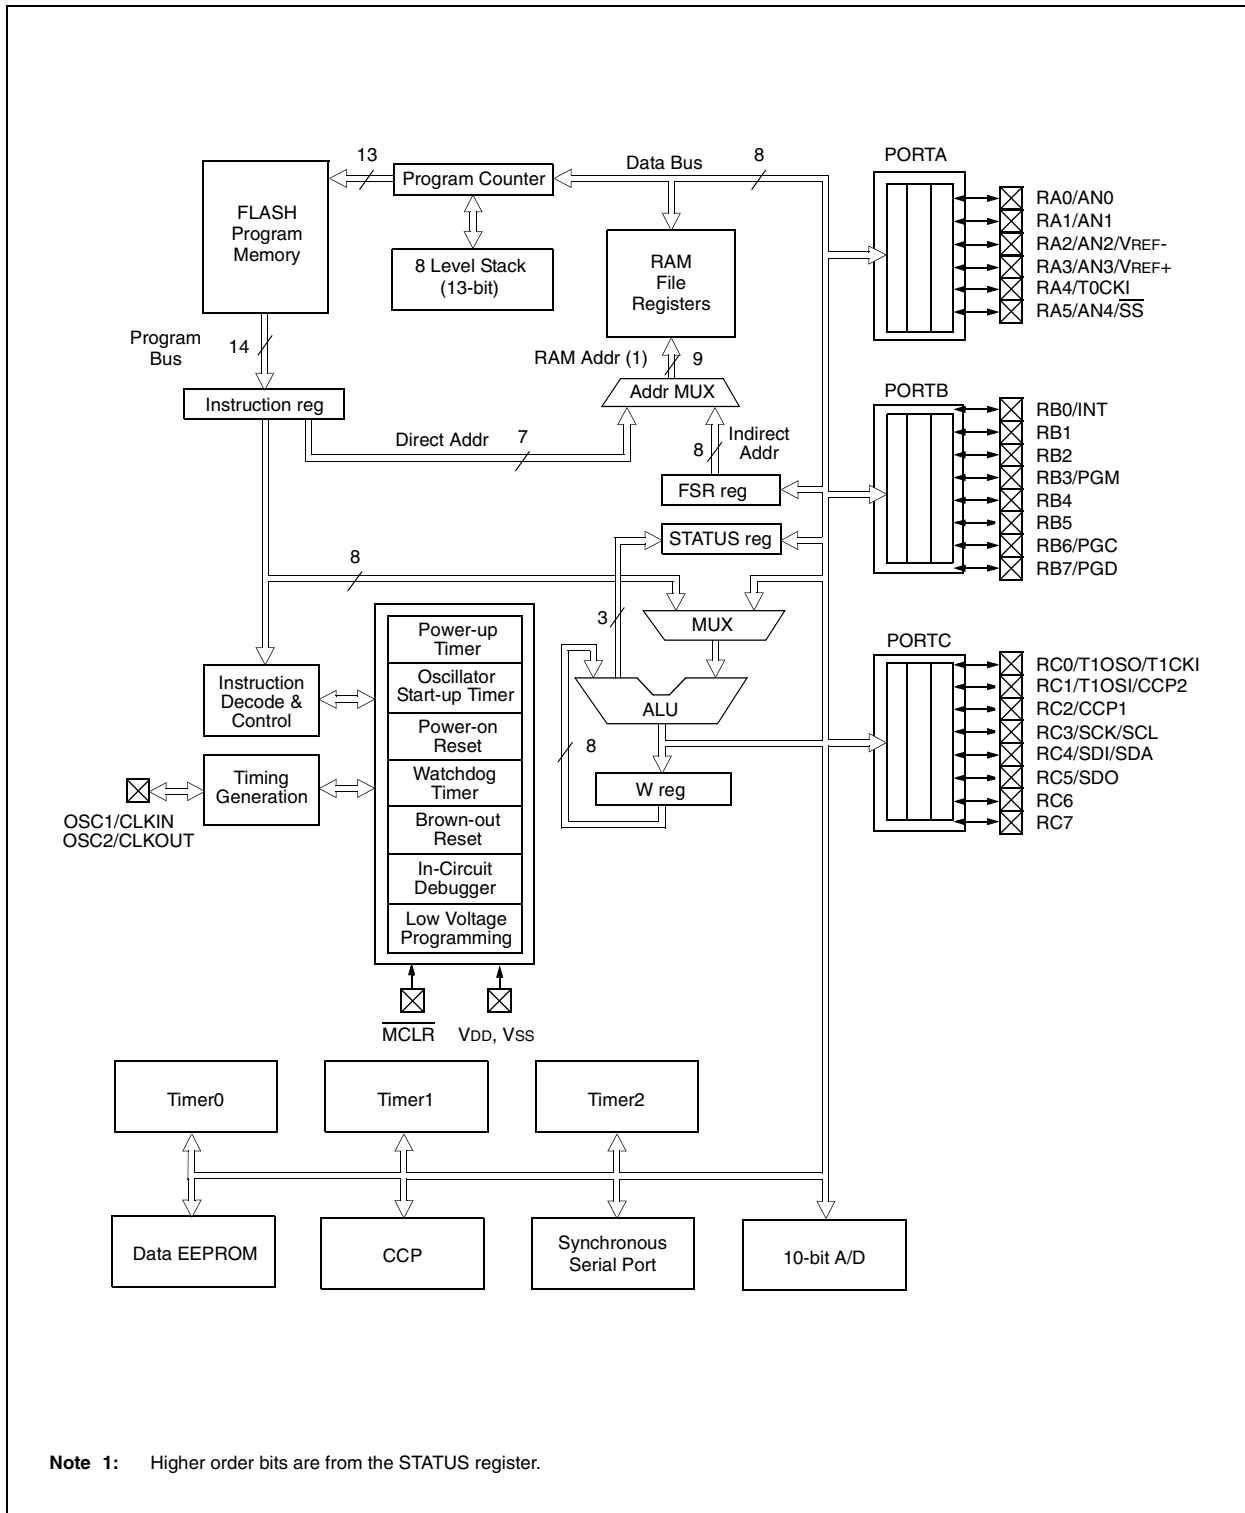 13
Program Counter
Data Bus
8
PORTA
FLASH
Program
Memory
8 Level Stack
(13-bit)
RAM
File
Registers
RA0/AN0
RA1/AN1
RA2/AN2/VREF-
RA3/AN3/VREF+
RA4/T0CKI
RA5/AN4/SS
Program
Bus
14
RAM Addr (1)
9
Addr MUX
Instruction reg
Direct Addr
7
8
Indirect
Addr
FSR reg
STATUS reg
PORTB
RB0/INT
RB1
RB2
RB3/PGM
RB4
RB5
RB6/PGC
RB7/PGD
8
3
MUX
ALU
8
W reg
PORTC
RC0/T1OSO/T1CKI
RC1/T1OSI/CCP2
RC2/CCP1
RC3/SCK/SCL
RC4/SDI/SDA
RC5/SDO
RC6
RC7
Instruction
Decode &
Control
Timing
Generation
OSC1/CLKIN
OSC2/CLKOUT
Power-up
Timer
Oscillator
Start-up Timer
Power-on
Reset
Watchdog
Timer
Brown-out
Reset
In-Circuit
Debugger
Low Voltage
Programming
MCLR
VDD, VSS
Timer0
Timer1
Timer2
Data EEPROM
CCP
Synchronous
Serial Port
10-bit A/D
Note 1: Higher order bits are from the STATUS register.